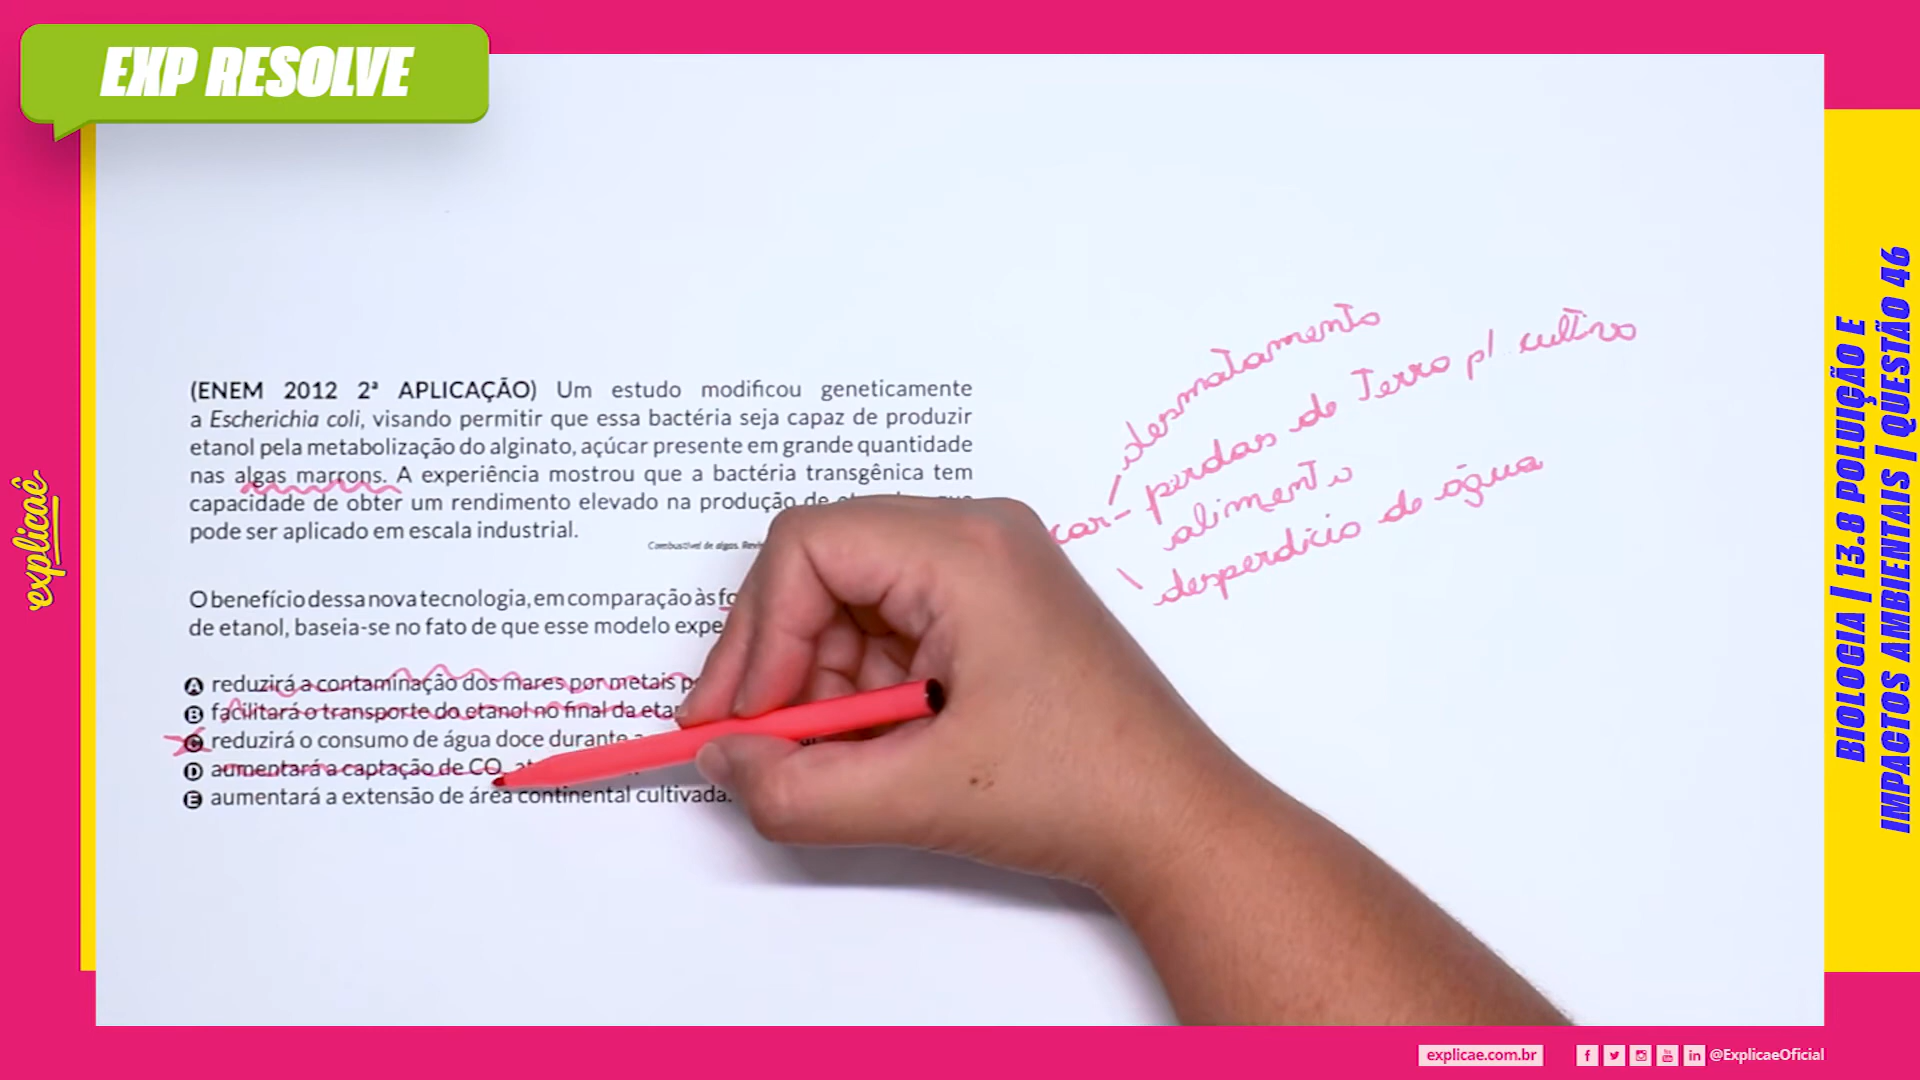 EXP RESOLVE
explicaê
(ENEM 2012 2ª APLICAÇÃO) Um estudo modificou geneticamente
a Escherichia coli, visando permitir que essa bactéria seja capaz de produzir
etanol pela metabolização do alginato, açúcar presente em grande quantidade
nas algas marrons. A experiência mostrou que a bactéria transgênica tem
capacidade de obter um rendimento elevado na produção de
pode ser aplicado em escala industrial.
Combustível de algas.
O benefício dessa nova tecnologia, em comparação às
de etanol, baseia-se no fato de que esse modelo
A reduzirá a contaminação dos mares por metais
B facilitará o transporte do etanol no final da
C reduzirá o consumo de água doce durante
D aumentará a captação de CO
E aumentará a extensão de área continental cultivada.
desmatamento
perdas de Terra p/ cultivo
alimento
desperdício de água
BIOLOGIA | 13.8 POLUIÇÃO E
IMPACTOS AMBIENTAIS | QUESTÃO 46
explicae.com.br
@ExplicaeOficial